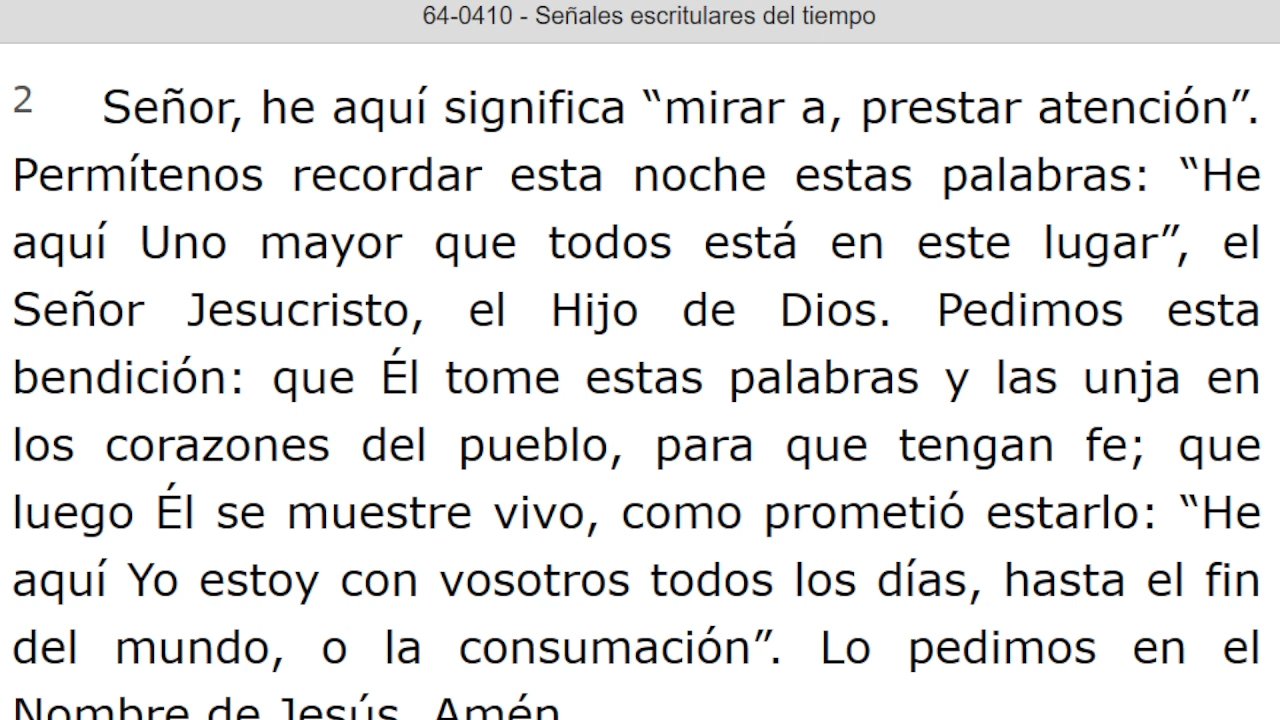 64-0410 - Señales escritulares del tiempo
2 Señor, he aquí significa “mirar a, prestar atención”.
Permítenos recordar esta noche estas palabras: “He
aquí Uno mayor que todos está en este lugar”, el
Señor Jesucristo, el Hijo de Dios. Pedimos esta
bendición: que Él tome estas palabras y las unja en
los corazones del pueblo, para que tengan fe; que
luego Él se muestre vivo, como prometió estarlo: “He
aquí Yo estoy con vosotros todos los días, hasta el fin
del mundo, o la consumación”. Lo pedimos en el
Nombre de Jesús. Amén.